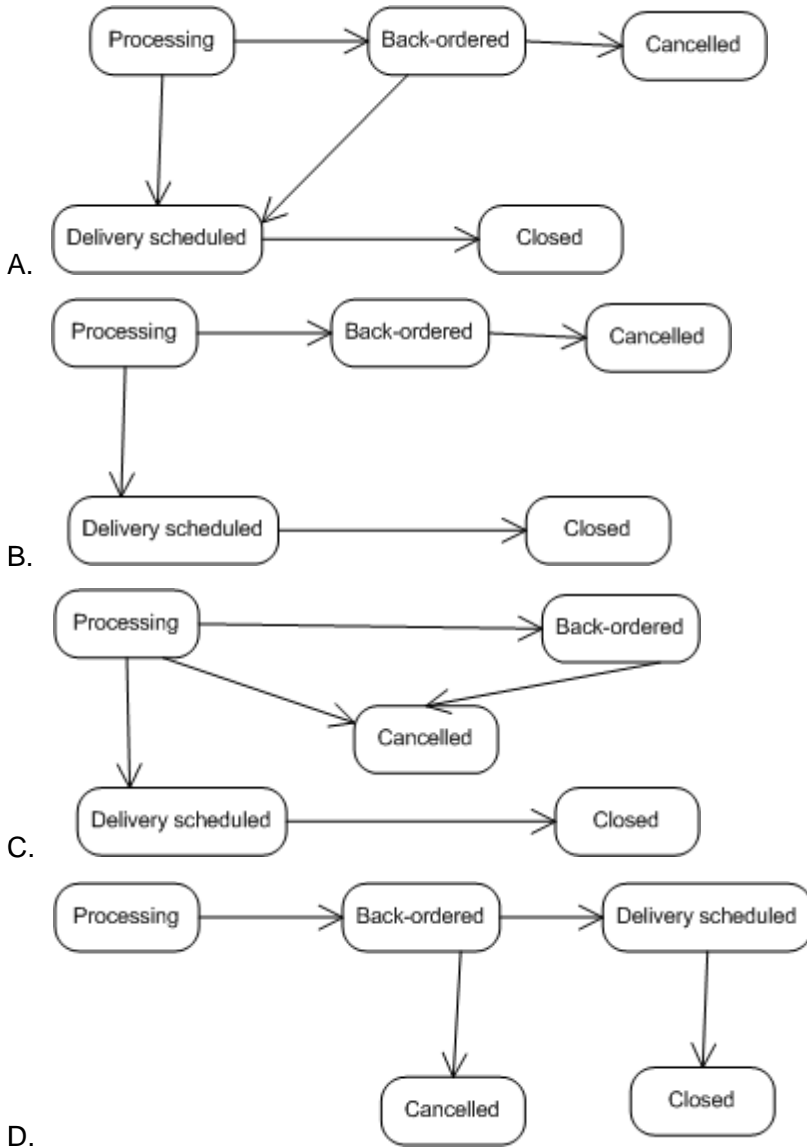 Processing Back-ordered Cancelled
Delivery scheduled Closed
A.
Processing Back-ordered Cancelled
Delivery scheduled Closed
B.
Processing Back-ordered
Cancelled
Delivery scheduled Closed
C.
Processing Back-ordered Delivery scheduled
Cancelled Closed
D.